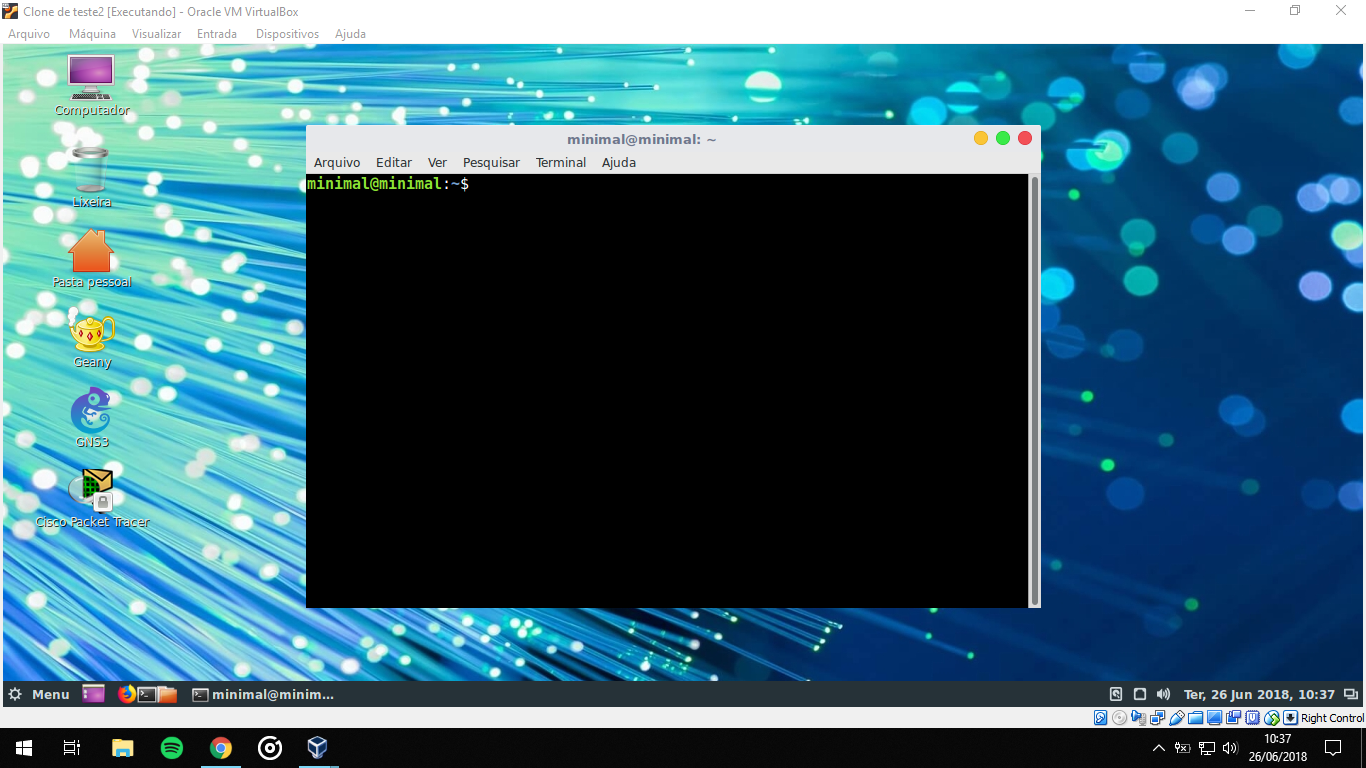 Clone de teste2 [Executando] - Oracle VM VirtualBox
Arquivo Máquina Visualizar Entrada Dispositivos Ajuda
Computador
Lixeira
Pasta pessoal
Geany
GNS3
Cisco Packet Tracer
minimal@minimal: ~
Arquivo Editar Ver Pesquisar Terminal Ajuda
minimal@minimal:~$
Menu minimal@minim... Ter, 26 Jun 2018, 10:37
Right Control
10:37
26/06/2018